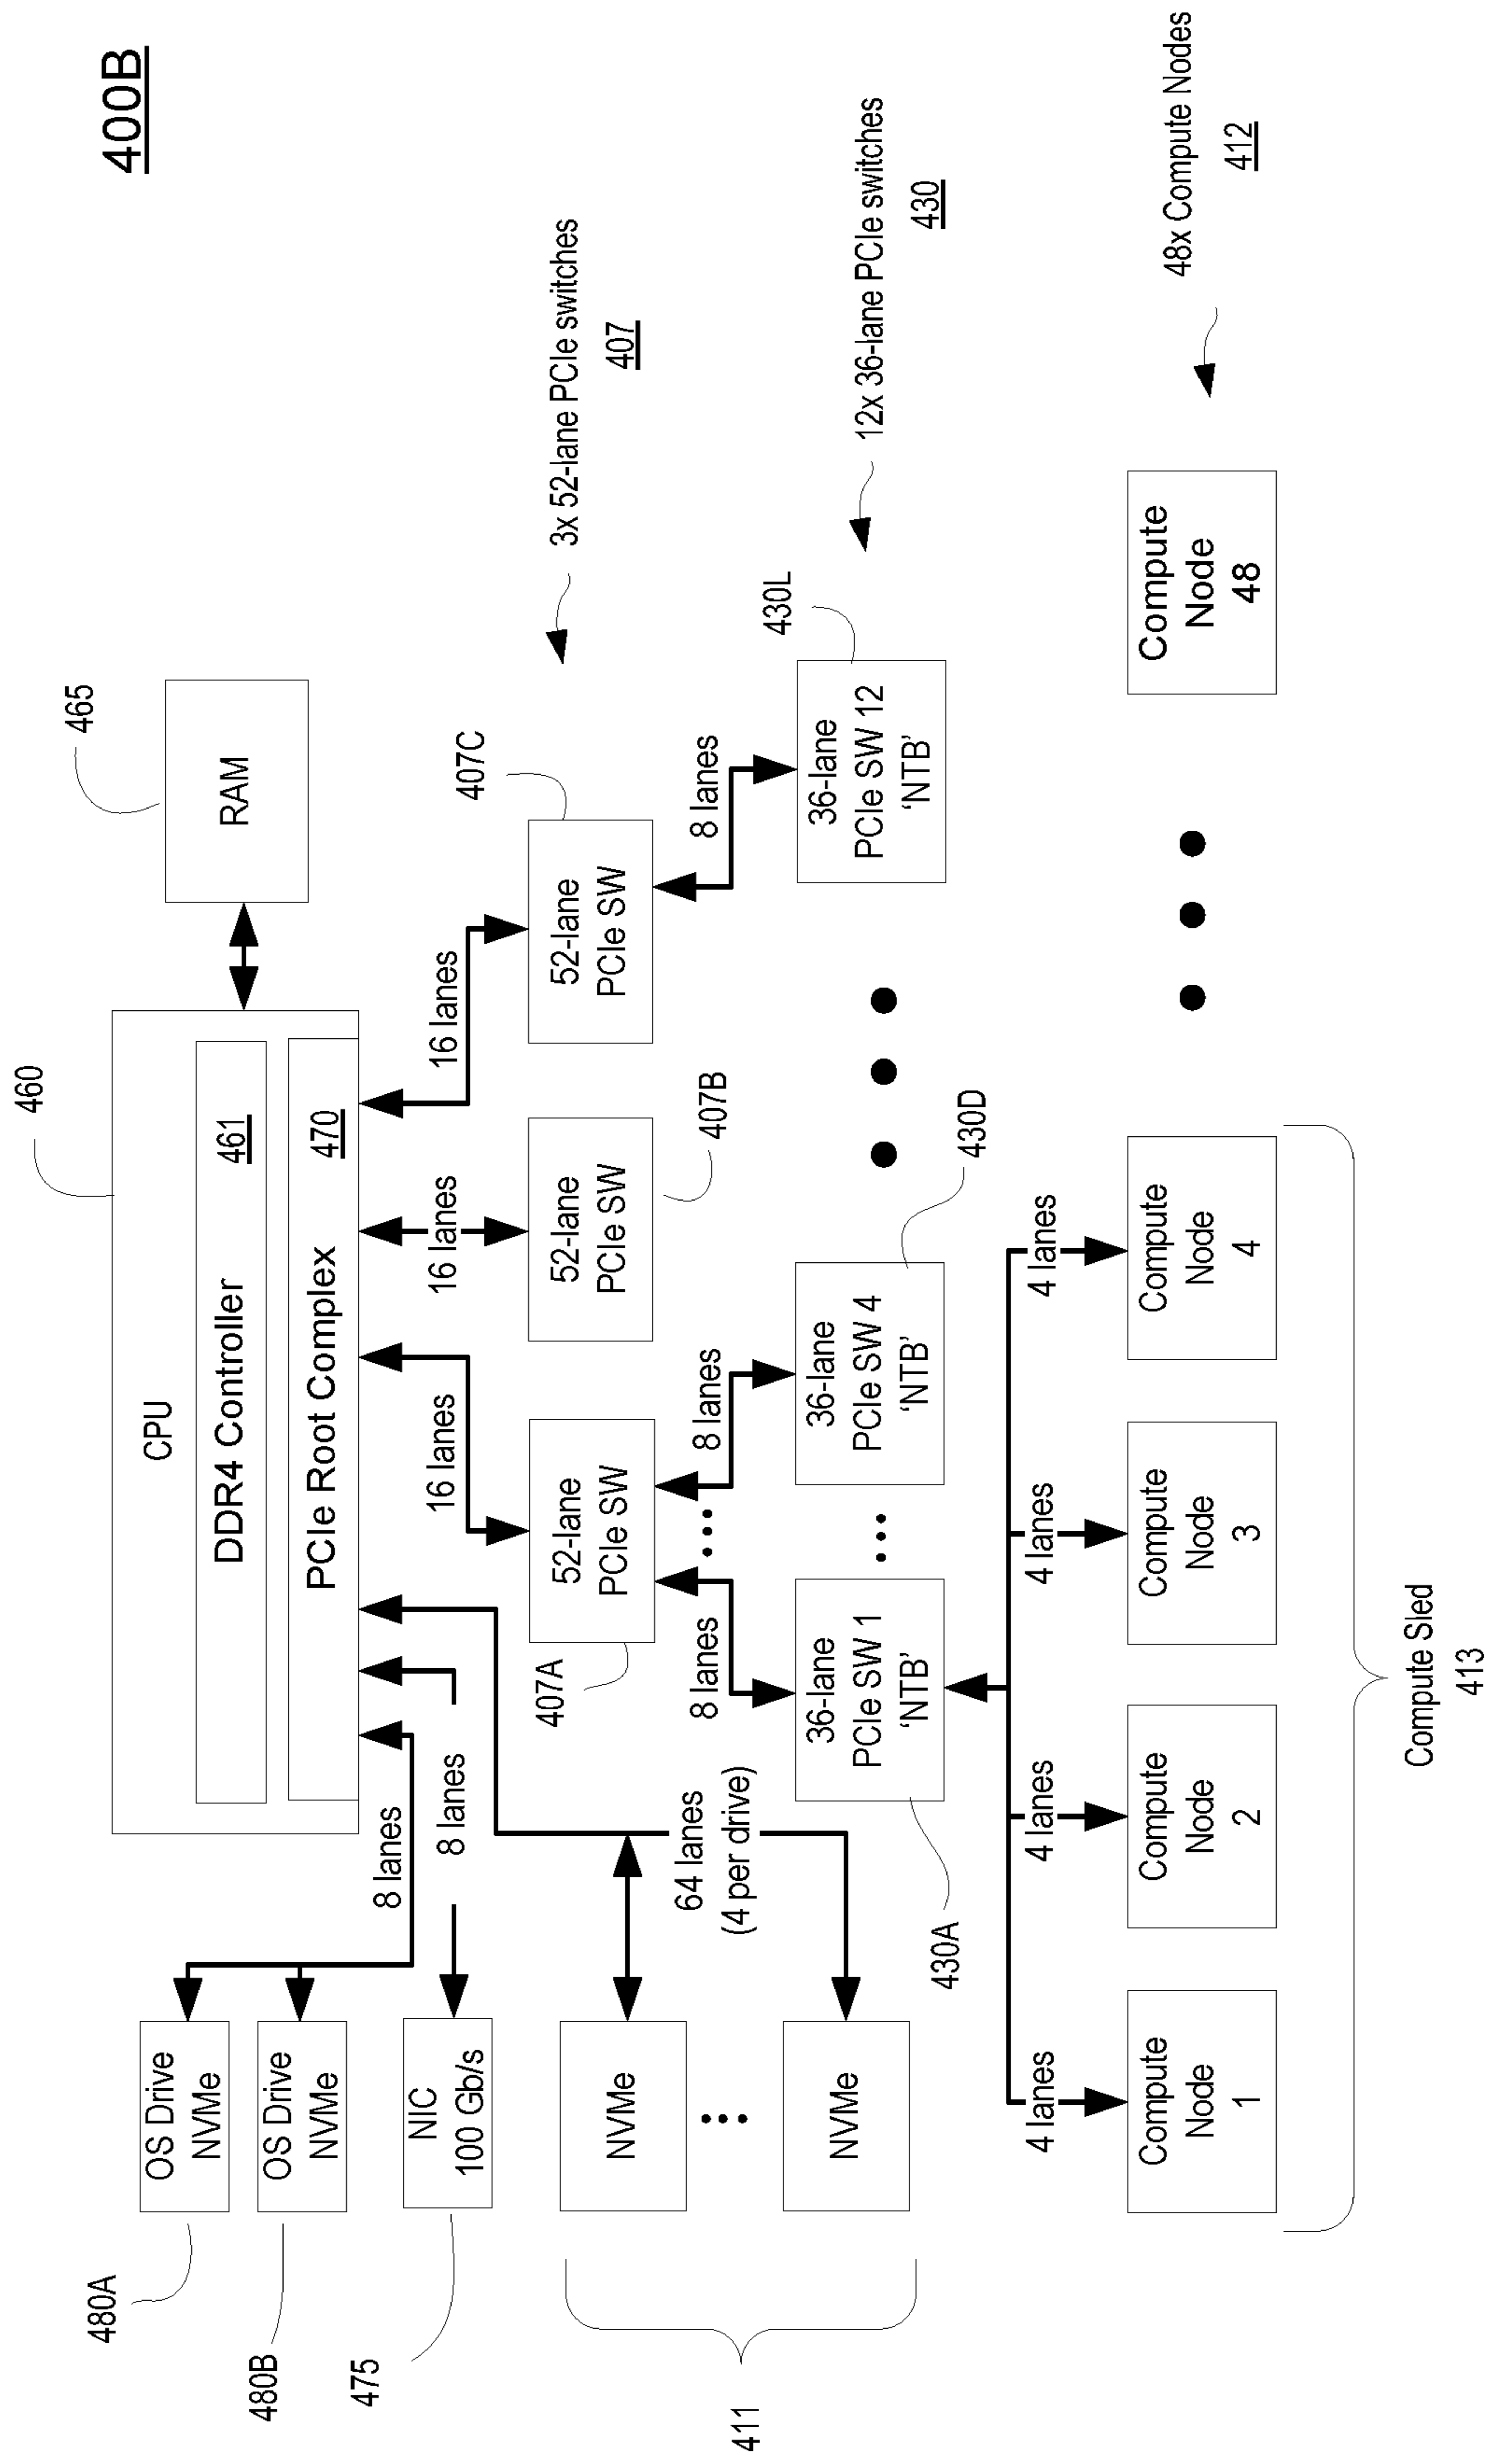 400B
460
CPU
DDR4 Controller
461
PCIe Root Complex
470
465
RAM
480A
OS Drive
NVMe
480B
OS Drive
NVMe
8 lanes
475
NIC
100 Gb/s
8 lanes
411
NVMe
NVMe
64 lanes
(4 per drive)
16 lanes
16 lanes
16 lanes
407A
52-lane
PCIe SW
52-lane
PCIe SW
407B
52-lane
PCIe SW
407C
3x 52-lane PCIe switches
407
8 lanes
8 lanes
8 lanes
430A
36-lane
PCIe SW 1
'NTB'
36-lane
PCIe SW 4
'NTB'
430D
36-lane
PCIe SW 12
'NTB'
430L
12x 36-lane PCIe switches
430
4 lanes
4 lanes
4 lanes
4 lanes
Compute
Node
1
Compute
Node
2
Compute
Node
3
Compute
Node
4
Compute
Node
48
48x Compute Nodes
412
Compute Sled
413